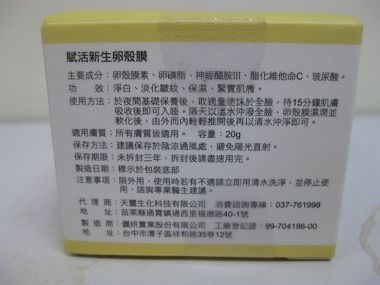 賦活新生卵殼膜
主要成分：卵殼膜素、卵磷脂、神經醯胺III、酯化維他命C、玻尿酸。
功　　效：淨白、淡化皺紋、保濕、緊實肌膚。
使用方法：於夜間基礎保養後，取適量塗抹於全臉，待15分鐘肌膚
吸收後即可入睡。隔天以溫水沖溼全臉，卵殼膜濕潤並
軟化後，由外而內輕輕推開後再以清水沖淨即可。
適用膚質：所有膚質皆適用。　容量：20g
保存方法：建議保存於陰涼通風處，避免陽光直射。
保存期限：未拆封三年，拆封後請盡速用完。
製造日期：標示於包裝底部
注意事項：限外用，使用時若有不適請立即用清水洗淨，並停止使
用，諮詢專業醫生建議。
代 理 商：天璽生化科技有限公司　消費諮詢專線：037-761998
地　　址：苗栗縣通霄鎮通西里福德路40-1號
製 造 商：儷妍實業股份有限公司　工廠登記證：99-704196-00
地　　址：台中市潭子區祥和路35巷12號